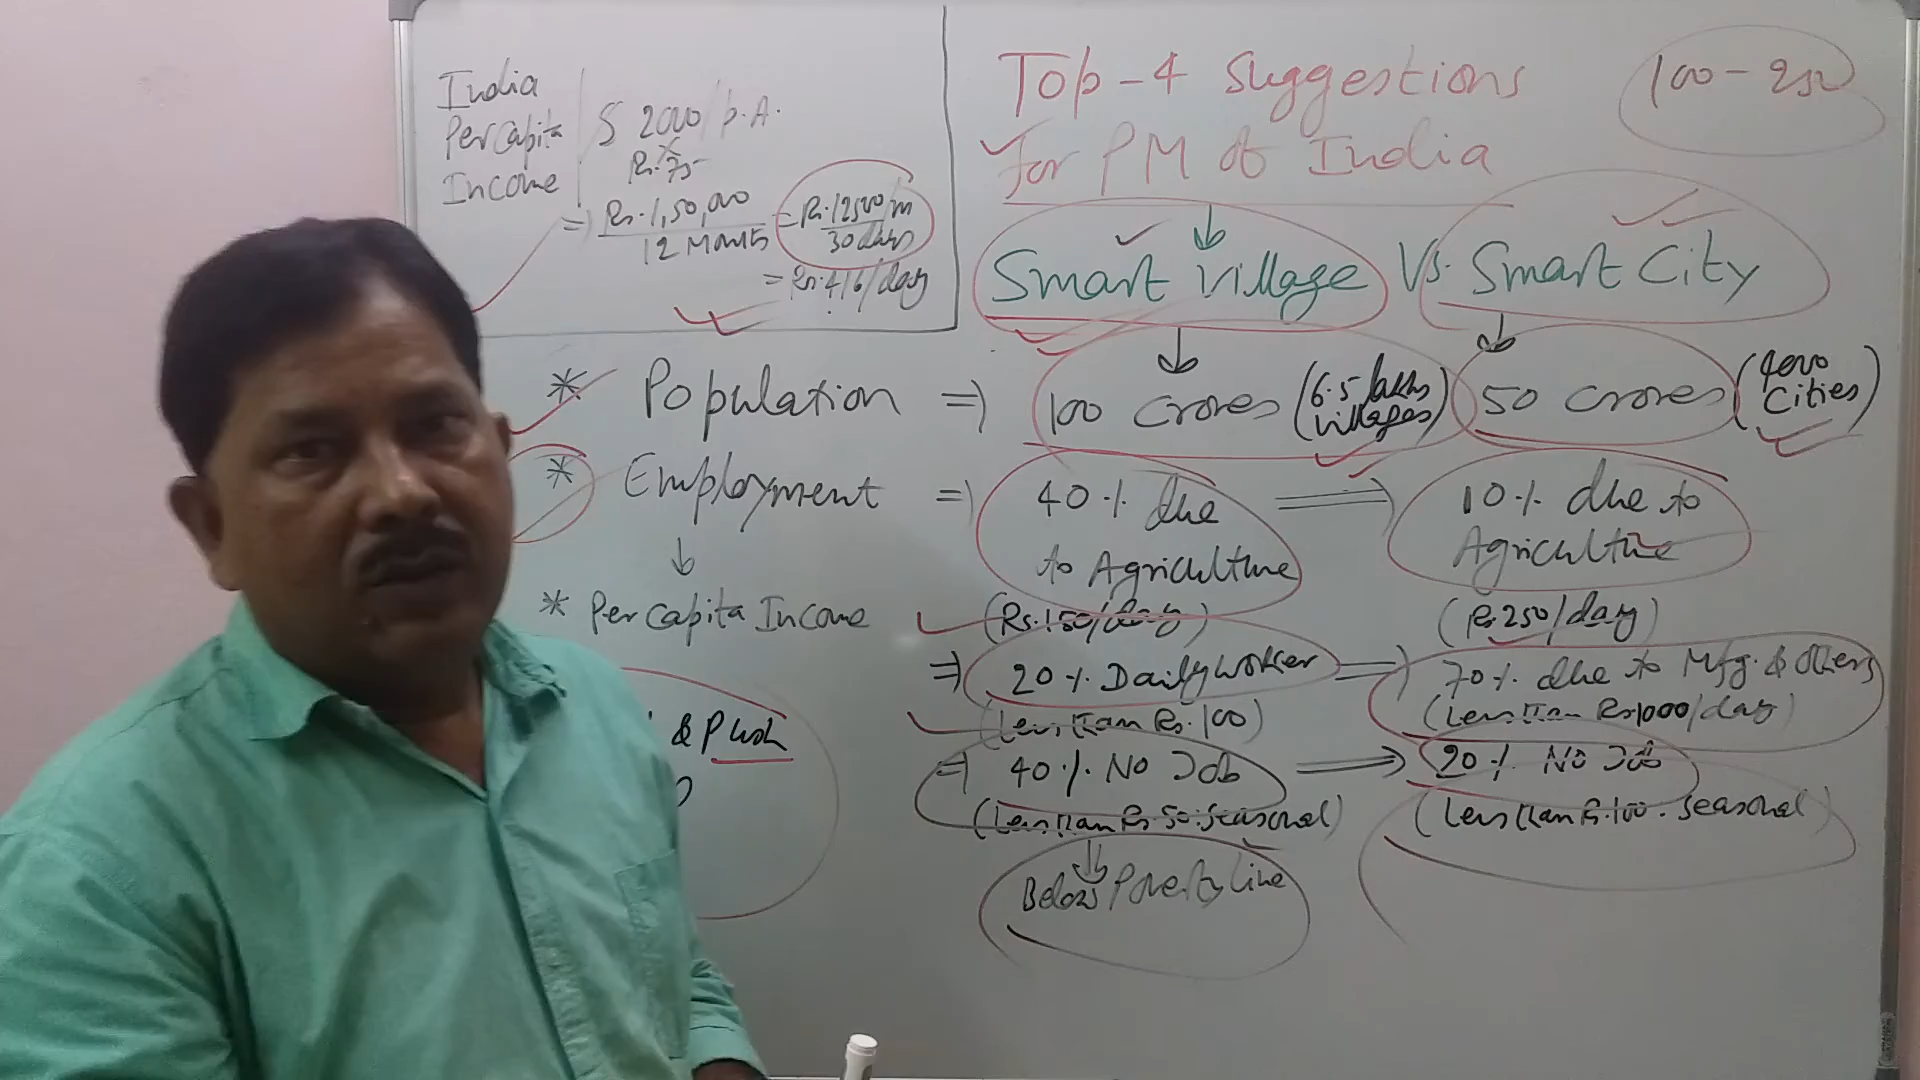 India
Per Capita
Income
$ 2000/p.A.
x
Rs. 75
=) Rs. 1,50,000
12 Months
= Rs. 12500/m
30 days
= Rs. 416/day
Top-4 Suggestions
for PM of India
100-250
Smart Village Vs. Smart City
* Population =) 100 crores (6.5 lakhs villages) 50 crores (4000 Cities)
* Employment =) 40% due to Agriculture
10% due to Agriculture
* Per capita Income
(Rs.150/day)
(Rs.250/day)
=) 20% Daily worker
70% due to Mfg. & others
(Less than Rs.100)
(Less than Rs.1000/day)
& Push
=) 40% No Job
20% No Job
(Less than Rs.50. Seasonal)
(Less than Rs.100. Seasonal)
Below Poverty Line